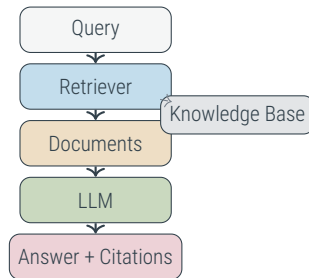 Query
Retriever
Knowledge Base
Documents
LLM
Answer + Citations